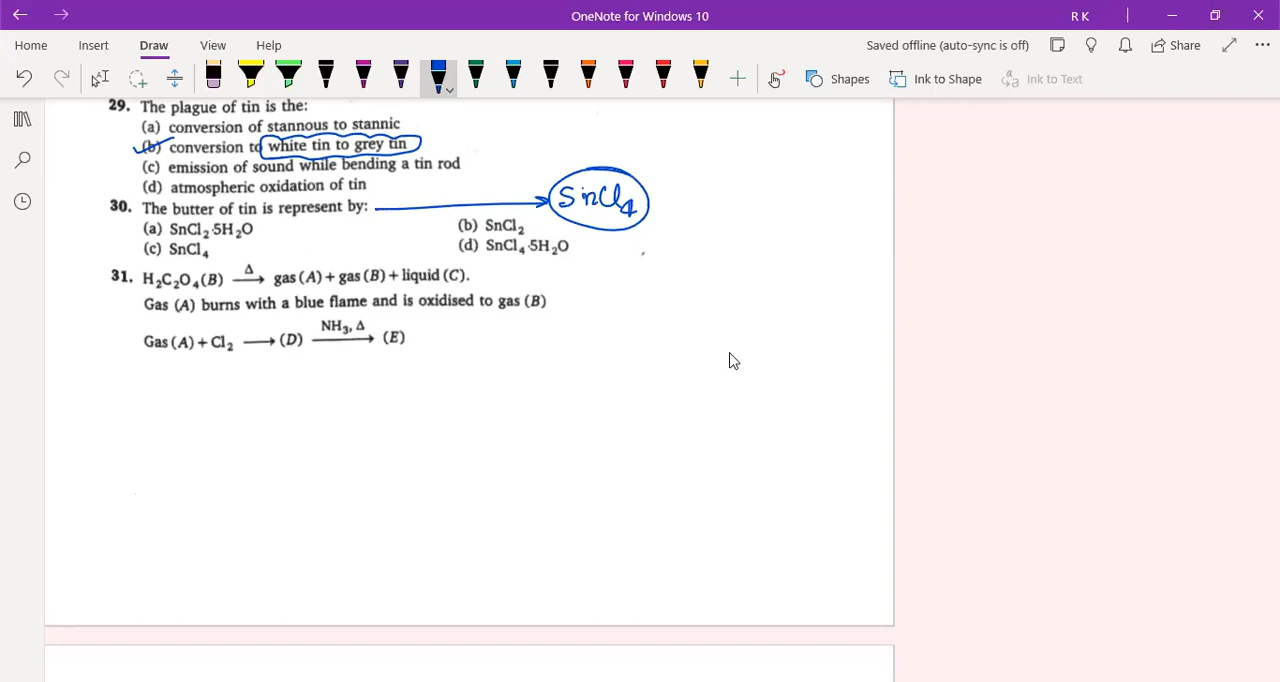 OneNote for Windows 10
R K
Home Insert Draw View Help
Saved offline (auto-sync is off)
Share
Shapes
Ink to Shape
Ink to Text
29. The plague of tin is the:
(a) conversion of stannous to stannic
(b) conversion to white tin to grey tin
(c) emission of sound while bending a tin rod
(d) atmospheric oxidation of tin
30. The butter of tin is represent by:
SnCl4
(a) SnCl₂·5H₂O (b) SnCl₂
(c) SnCl₄ (d) SnCl₄·5H₂O
31. H₂C₂O₄(B) —Δ→ gas (A) + gas (B) + liquid (C).
Gas (A) burns with a blue flame and is oxidised to gas (B)
Gas (A) + Cl₂ ⟶ (D) —NH₃, Δ→ (E)